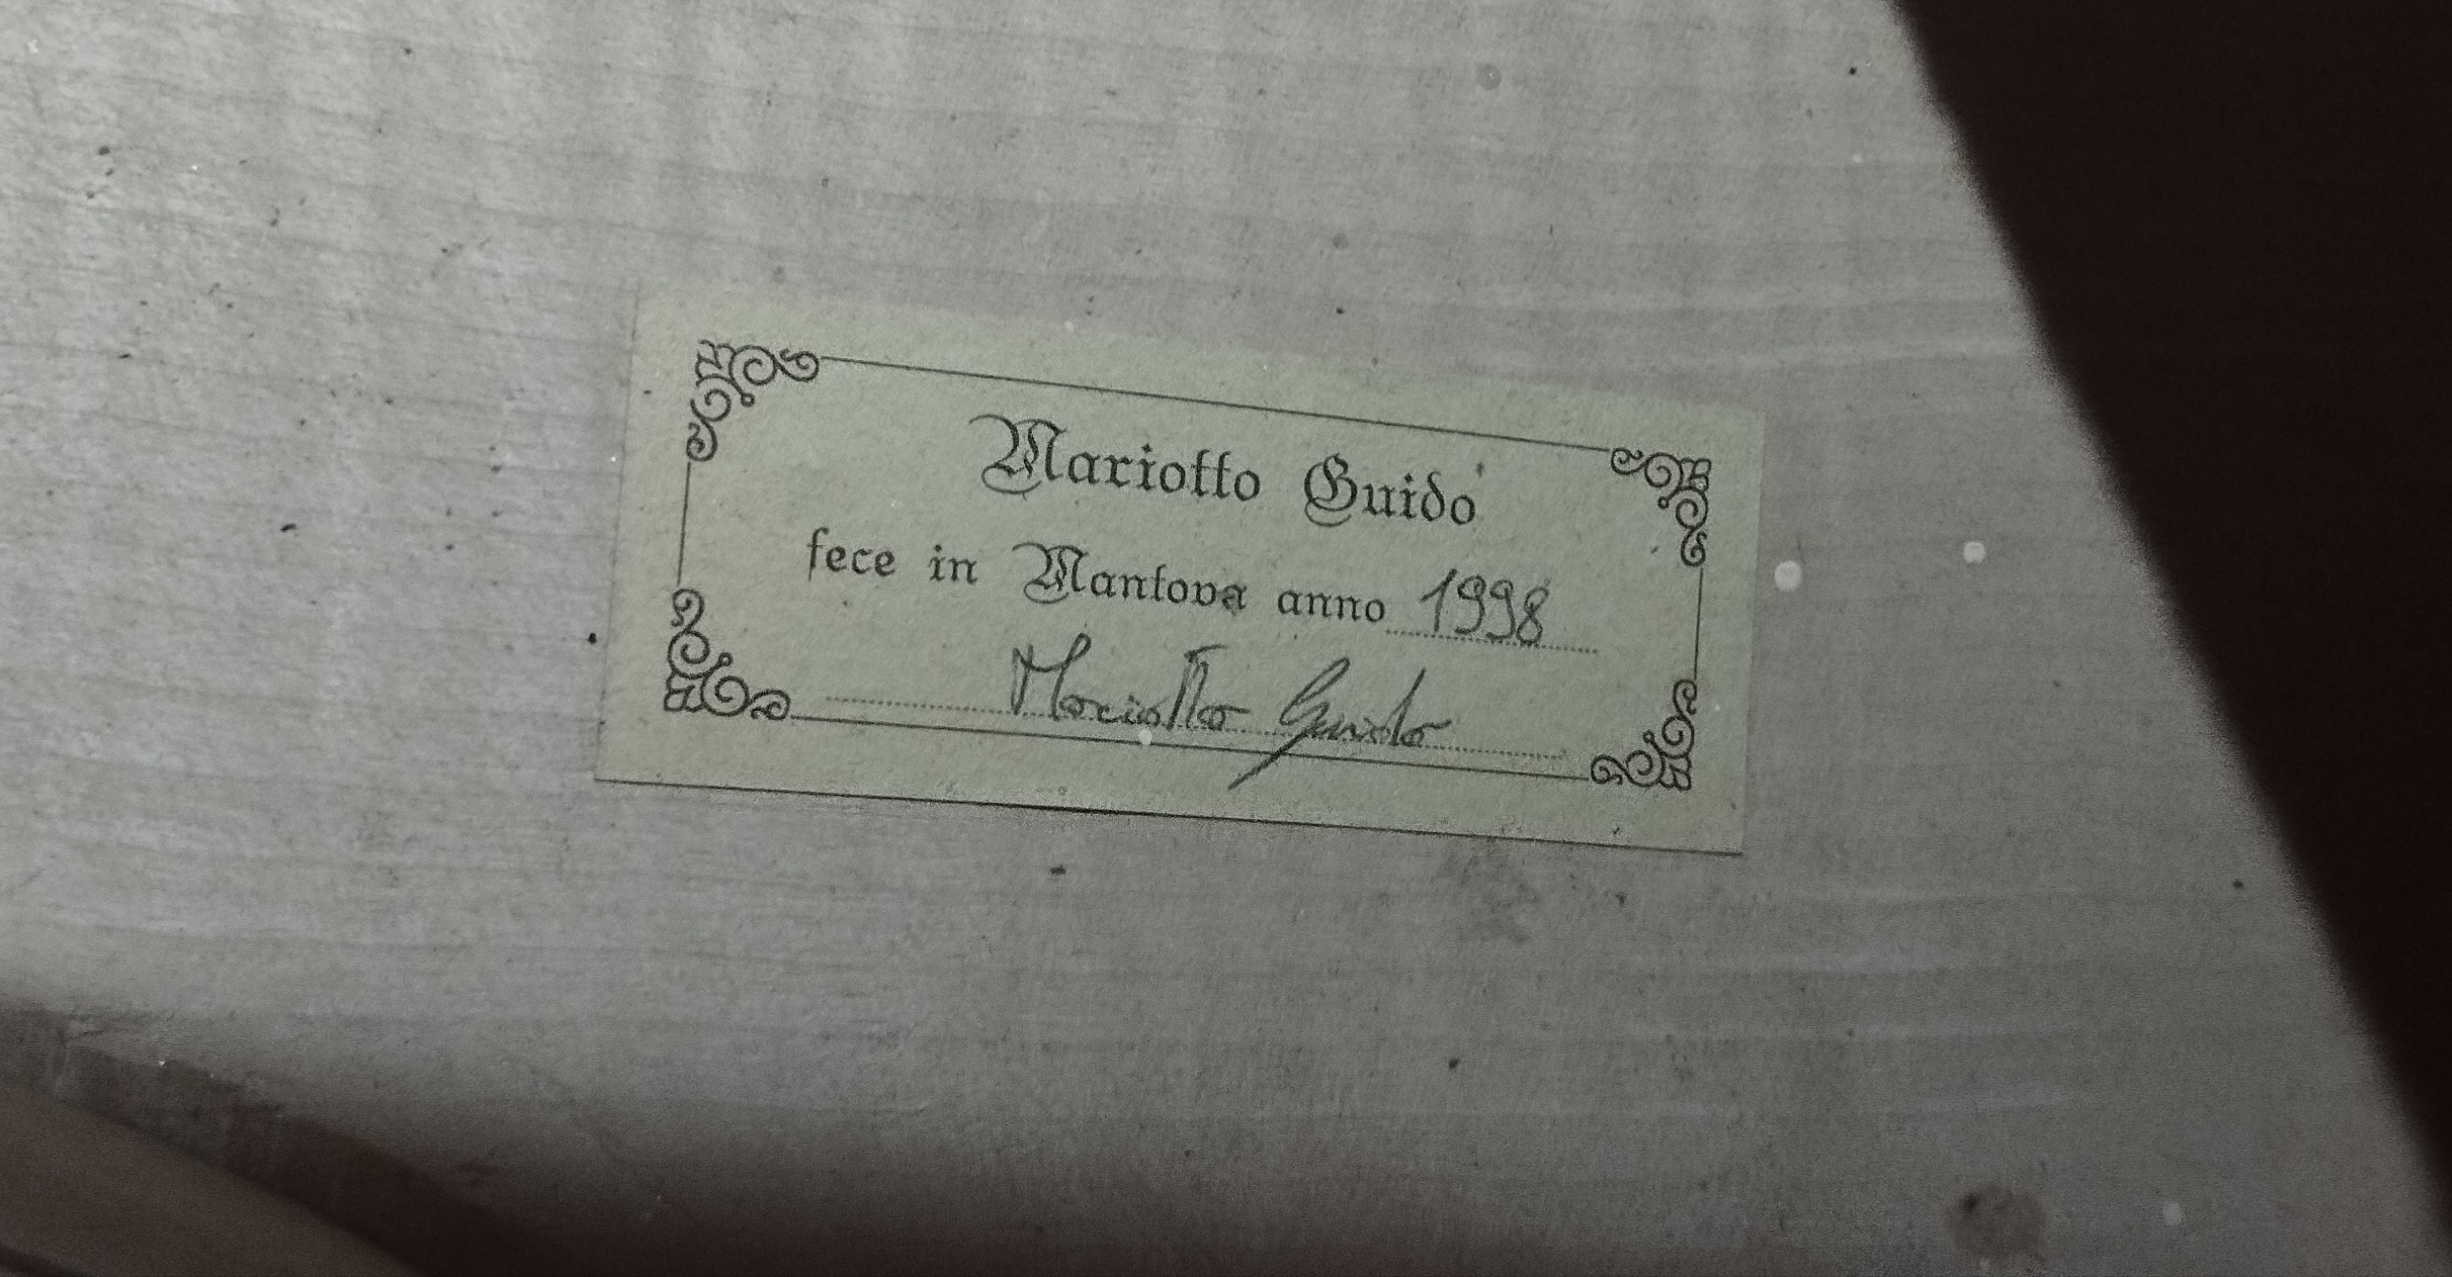 Mariotto Guido
fece in Mantova anno 1998
Mariotto Guido